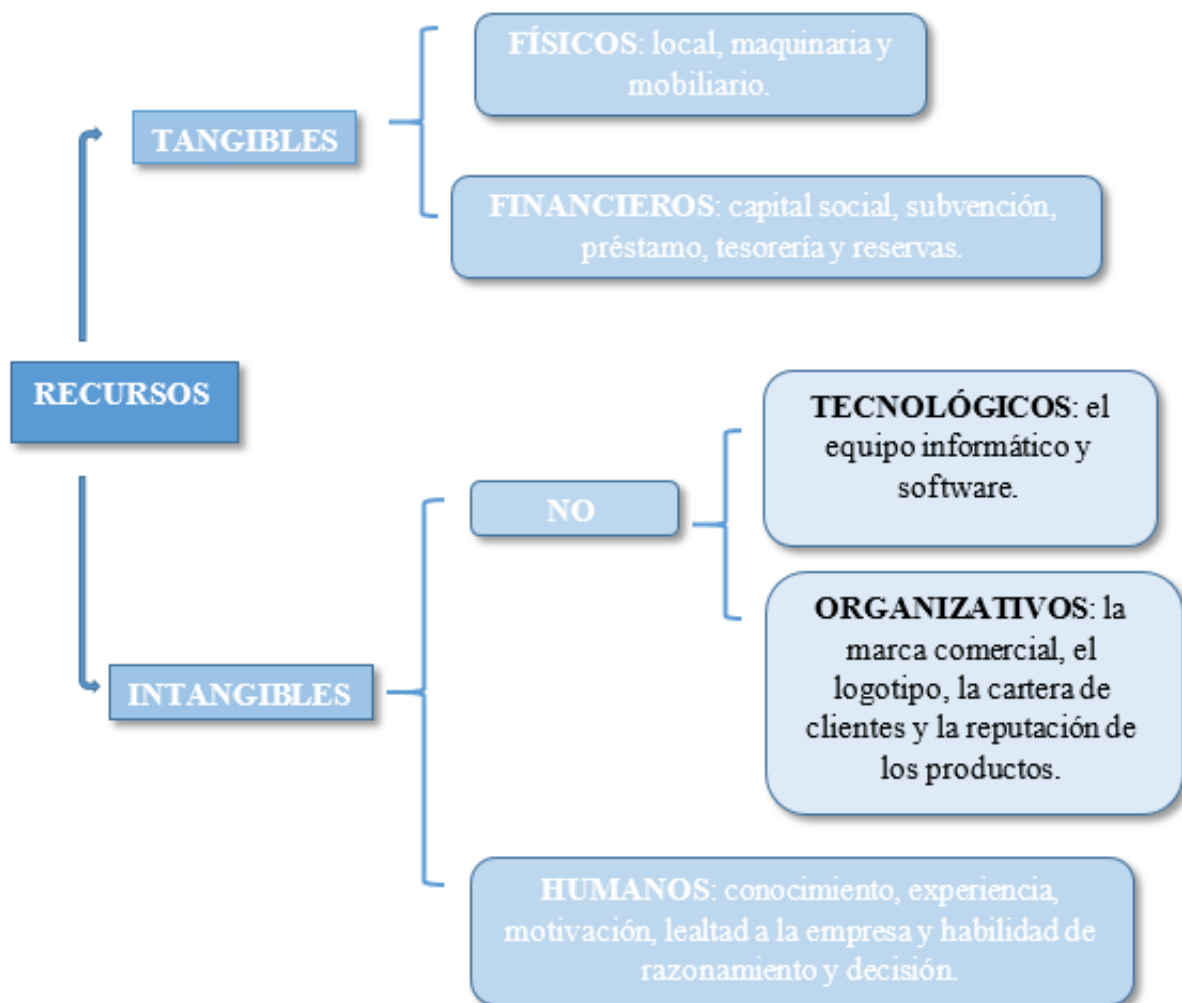 FÍSICOS: local, maquinaria y
mobiliario.
TANGIBLES
FINANCIEROS: capital social, subvención,
préstamo, tesorería y reservas.
RECURSOS
TECNOLÓGICOS: el
equipo informático y
software.
NO
ORGANIZATIVOS: la
marca comercial, el
logotipo, la cartera de
clientes y la reputación de
los productos.
INTANGIBLES
HUMANOS: conocimiento, experiencia,
motivación, lealtad a la empresa y habilidad de
razonamiento y decisión.